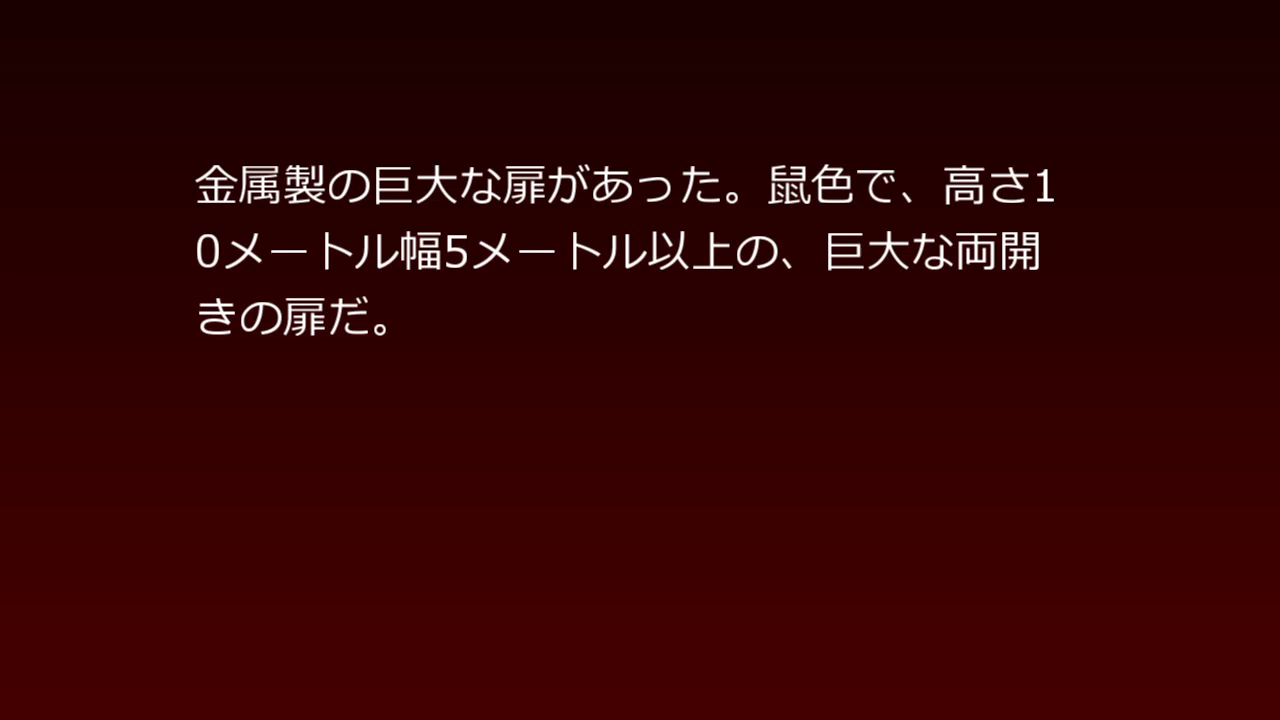 金属製の巨大な扉があった。鼠色で、高さ1
0メートル幅5メートル以上の、巨大な両開
きの扉だ。